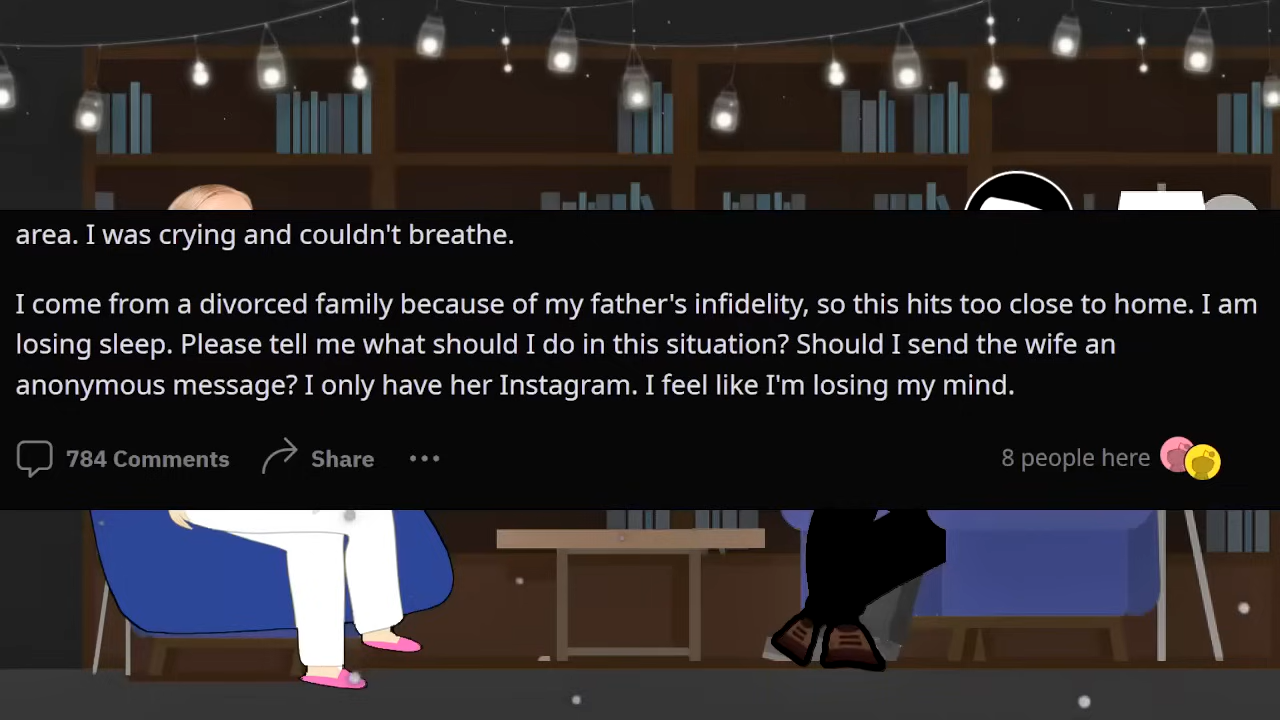 area. I was crying and couldn't breathe.
I come from a divorced family because of my father's infidelity, so this hits too close to home. I am
losing sleep. Please tell me what should I do in this situation? Should I send the wife an
anonymous message? I only have her Instagram. I feel like I'm losing my mind.
784 Comments Share 8 people here